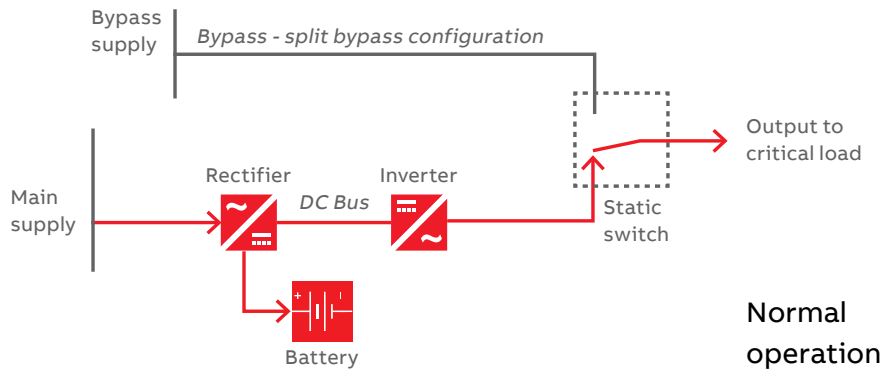 Bypass
supply
Bypass - split bypass configuration
Output to
critical load
Rectifier
Inverter
DC Bus
Main
supply
Static
switch
Battery
Normal
operation